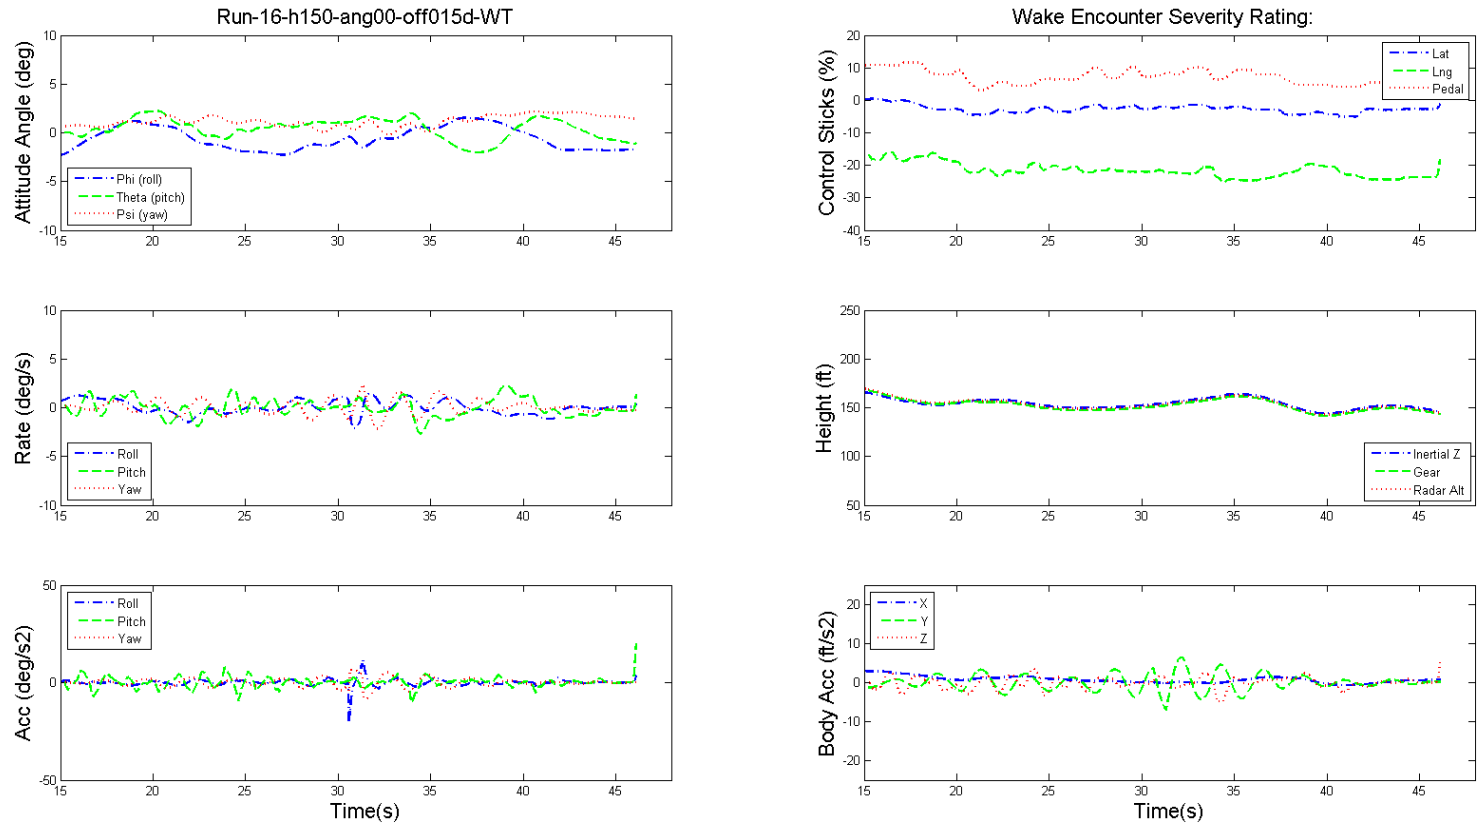 Run-16-h150-ang00-off015d-WT
Attitude Angle (deg)
10
5
0
-5
-10
Phi (roll)
Theta (pitch)
Psi (yaw)
15 20 25 30 35 40 45
Wake Encounter Severity Rating:
Control Sticks (%)
20
10
0
-10
-20
-30
-40
Lat
Lng
Pedal
15 20 25 30 35 40 45
Rate (deg/s)
10
5
0
-5
-10
Roll
Pitch
Yaw
15 20 25 30 35 40 45
Height (ft)
250
200
150
100
50
Inertial Z
Gear
Radar Alt
15 20 25 30 35 40 45
Acc (deg/s2)
50
0
-50
Roll
Pitch
Yaw
15 20 25 30 35 40 45
Time(s)
Body Acc (ft/s2)
20
10
0
-10
-20
X
Y
Z
15 20 25 30 35 40 45
Time(s)